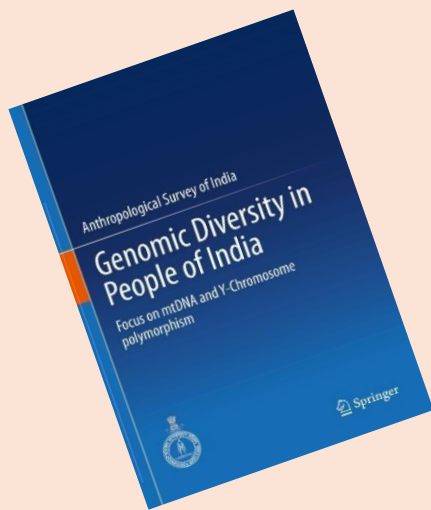 Anthropological Survey of India
Genomic Diversity in
People of India
Focus on mtDNA and Y-Chromosome
polymorphism
Springer